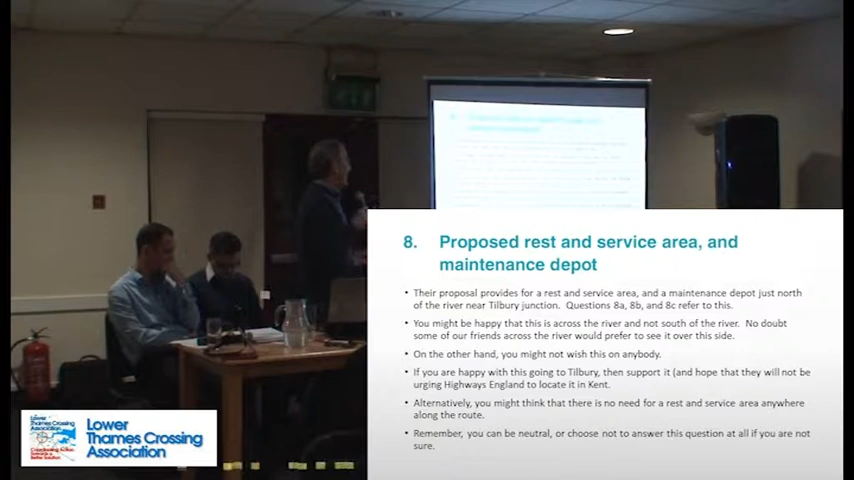 8. Proposed rest and service area, and
maintenance depot
• Their proposal provides for a rest and service area, and a maintenance depot just north
of the river near Tilbury junction. Questions 8a, 8b, and 8c refer to this.
• You might be happy that this is across the river and not south of the river. No doubt
some of our friends across the river would prefer to see it over this side.
• On the other hand, you might not wish this on anybody.
• If you are happy with this going to Tilbury, then support it (and hope that they will not be
urging Highways England to locate it in Kent.
• Alternatively, you might think that there is no need for a rest and service area anywhere
along the route.
• Remember, you can be neutral, or choose not to answer this question at all if you are not
sure.
Lower
Thames Crossing
Association
Lower
Thames Crossing
Association